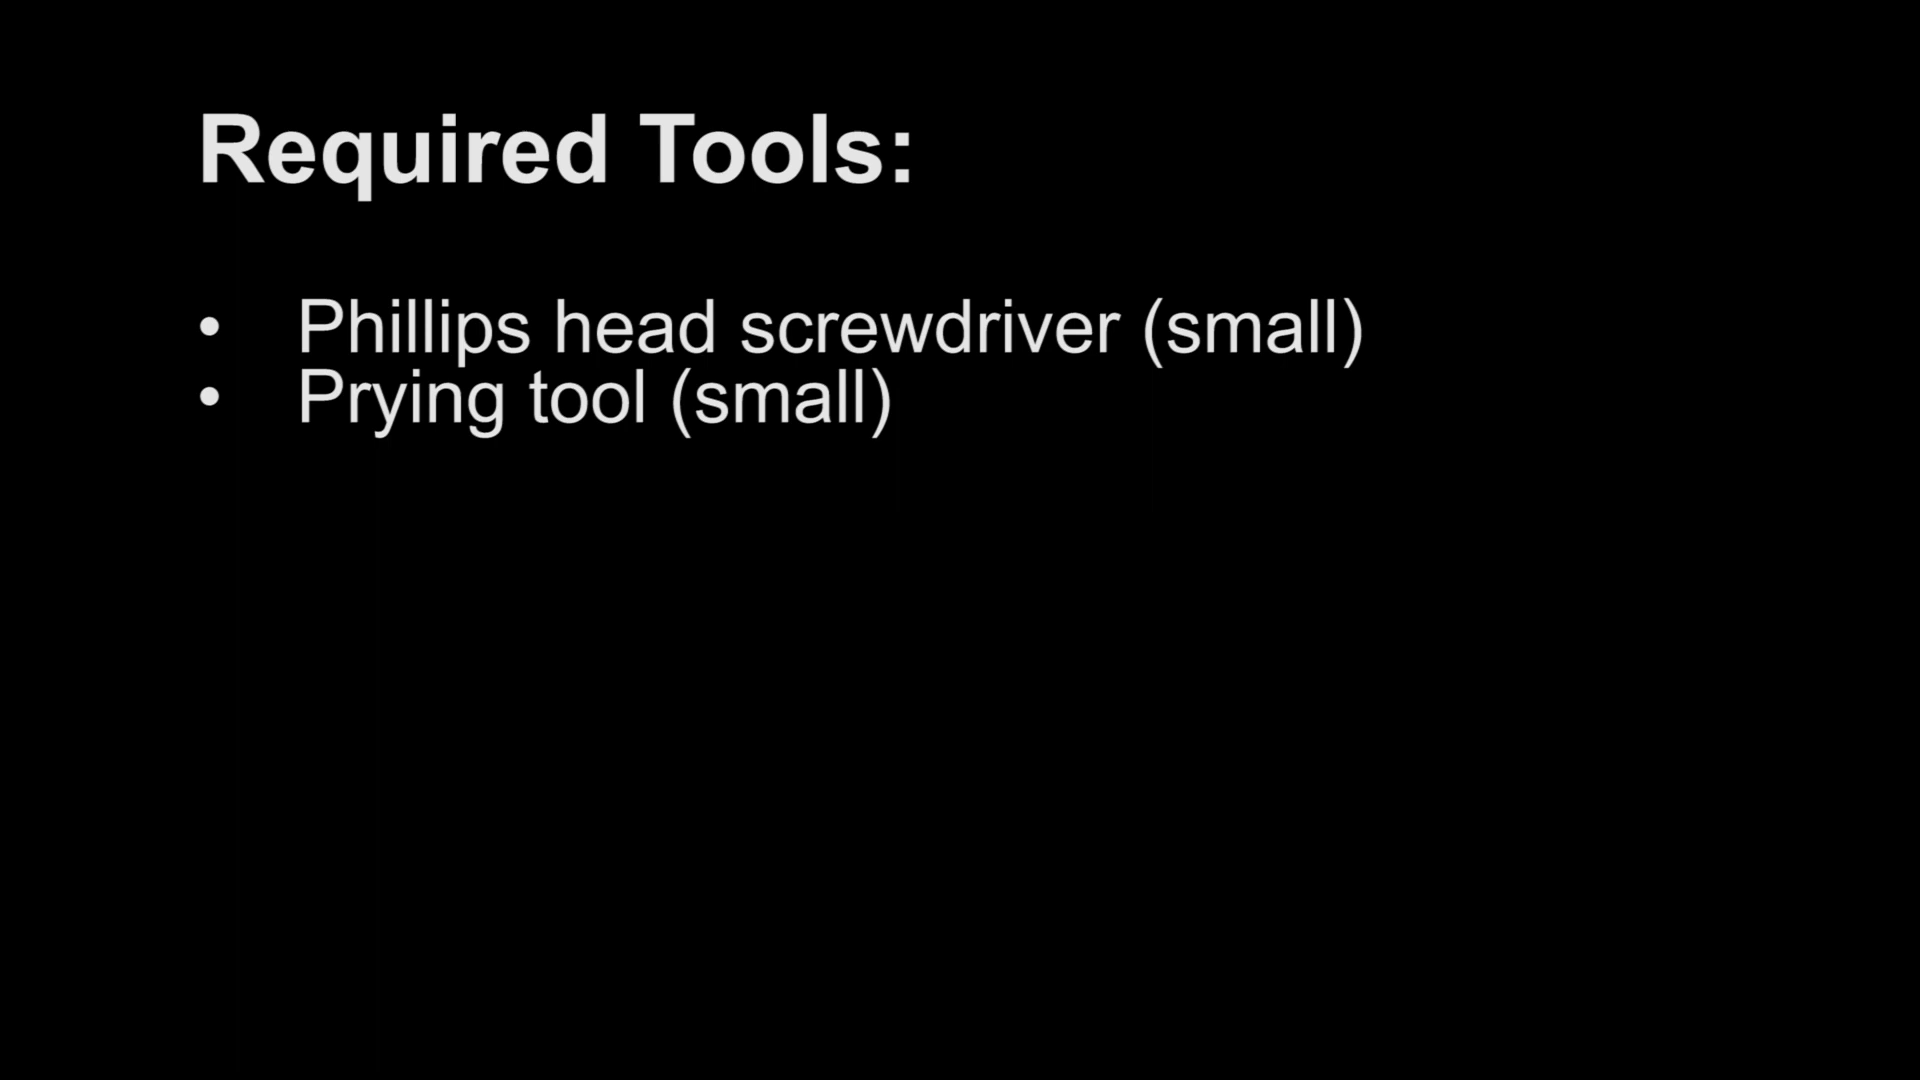 Required Tools:
• Phillips head screwdriver (small)
• Prying tool (small)